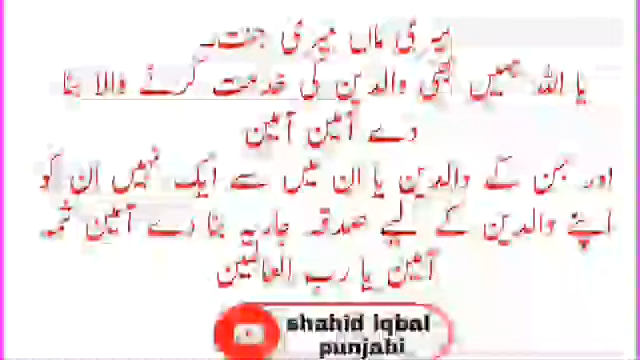 میری ماں میری جنت۔
یا اللہ ہمیں بھی والدین کی خدمت کرنے والا بنا
دے آمین آمین
اور جن کے والدین یا ان میں سے ایک نہیں ان کو
اپنے والدین کے لیے صدقہ جاریہ بنا دے آمین ثمہ
آمین یا رب العالمین
shahid iqbal
punjabi